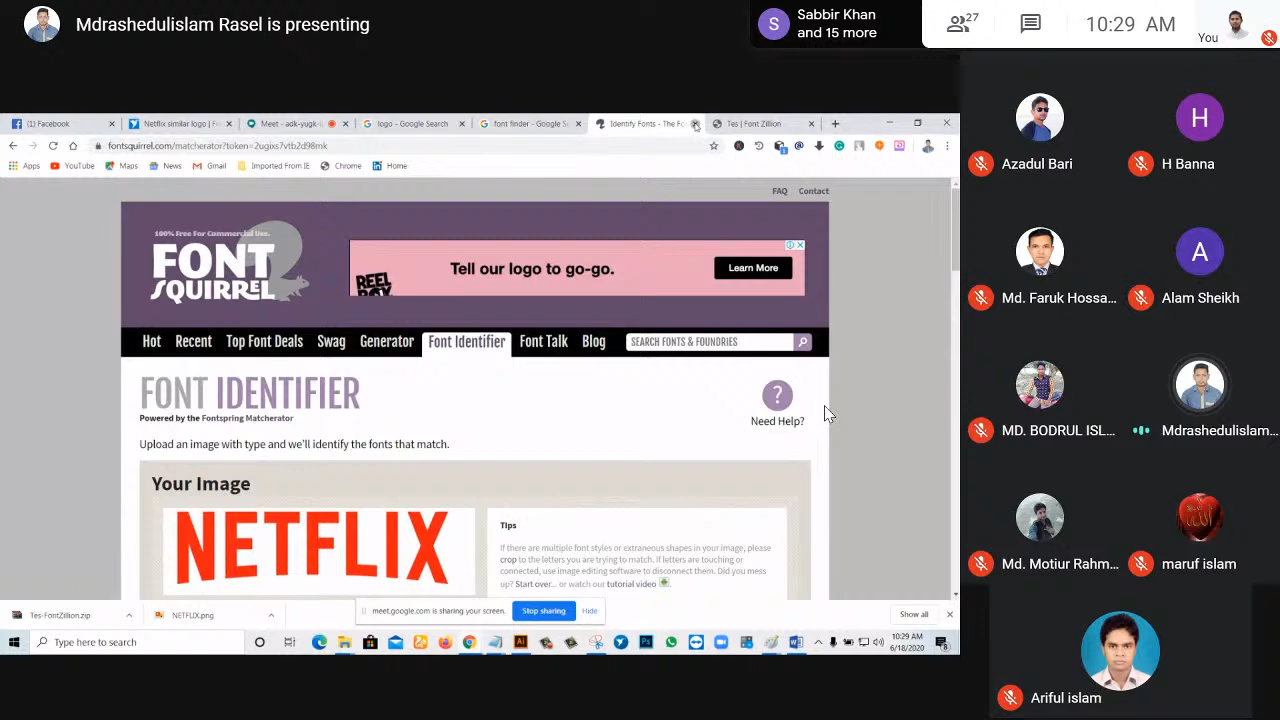 Mdrashedulislam Rasel is presenting
S
Sabbir Khan
and 15 more
27
10:29 AM
You
(1) Facebook
Netflix similar logo | F
Meet - adk-yugk-
logo - Google Search
font finder - Google S
Identify Fonts - The Fo
Tes | Font Zillion
fontsquirrel.com/matcherator?token=2ugixs7vtb2d98mk
Apps
YouTube
Maps
News
Gmail
Imported From IE
Chrome
Home
FAQ
Contact
100% Free For Commercial Use.
FONT
SQUIRREL
REEL
Tell our logo to go-go.
Learn More
Hot
Recent
Top Font Deals
Swag
Generator
Font Identifier
Font Talk
Blog
SEARCH FONTS & FOUNDRIES
FONT IDENTIFIER
Powered by the Fontspring Matcherator
?
Need Help?
Upload an image with type and we'll identify the fonts that match.
Your Image
NETFLIX
Tips
If there are multiple font styles or extraneous shapes in your image, please
crop to the letters you are trying to match. If letters are touching or
connected, use image editing software to disconnect them. Did you mess
up? Start over... or watch our tutorial video
Tes-FontZillion.zip
NETFLIX.png
meet.google.com is sharing your screen.
Stop sharing
Hide
Show all
Type here to search
10:29 AM
6/18/2020
Azadul Bari
H
H Banna
Md. Faruk Hossa...
A
Alam Sheikh
MD. BODRUL ISL...
Mdrashedulislam...
Md. Motiur Rahm...
maruf islam
Ariful islam